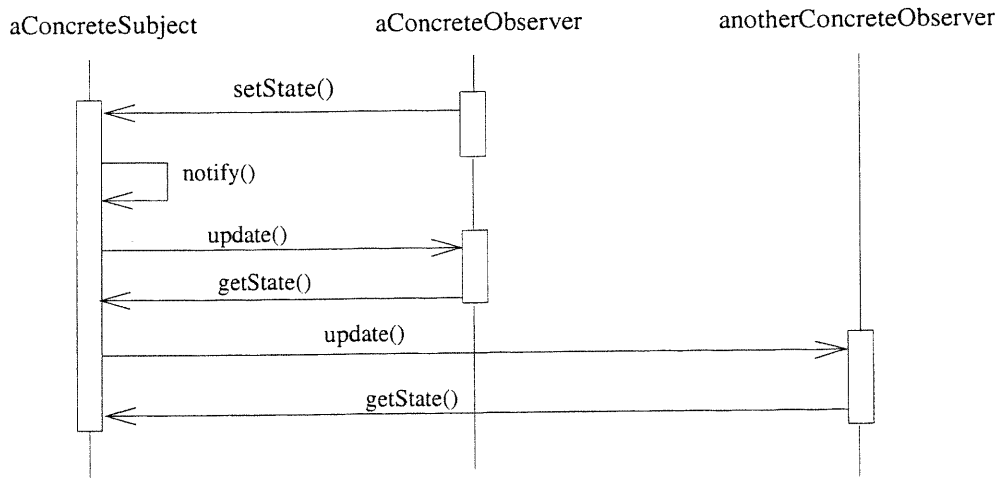 aConcreteSubject
aConcreteObserver
anotherConcreteObserver
setState()
notify()
update()
getState()
update()
getState()